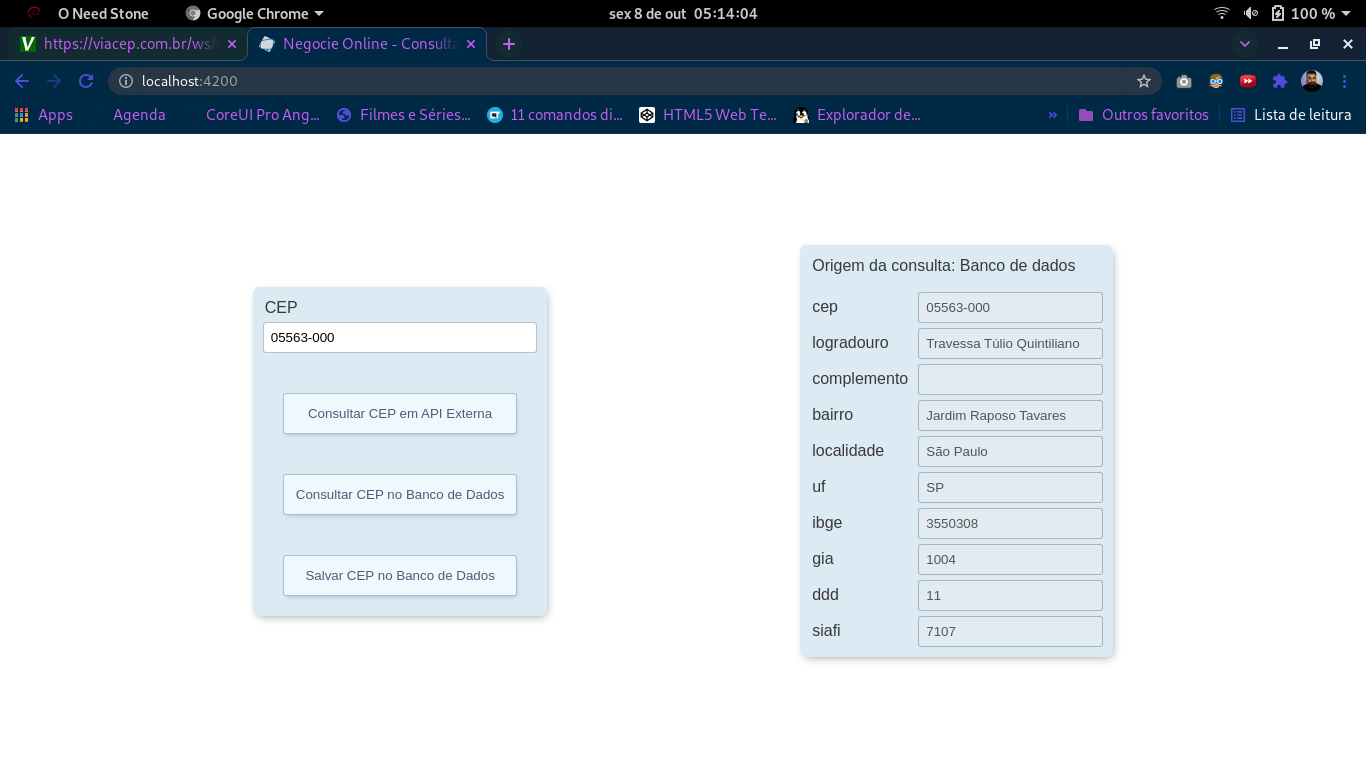 O Need Stone Google Chrome sex 8 de out 05:14:04 100 %
https://viacep.com.br/ws/ Negocie Online - Consulta
localhost:4200
Apps Agenda CoreUI Pro Ang... Filmes e Séries... 11 comandos di... HTML5 Web Te... Explorador de... » Outros favoritos Lista de leitura
CEP
05563-000
Consultar CEP em API Externa
Consultar CEP no Banco de Dados
Salvar CEP no Banco de Dados
Origem da consulta: Banco de dados
cep 05563-000
logradouro Travessa Túlio Quintiliano
complemento
bairro Jardim Raposo Tavares
localidade São Paulo
uf SP
ibge 3550308
gia 1004
ddd 11
siafi 7107